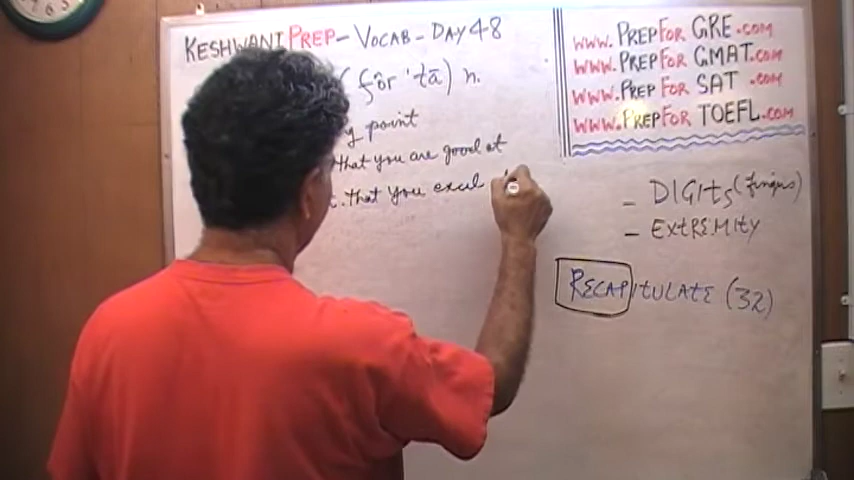 KESHWANI PREP - VOCAB - DAY 48
(fôr 'tā) n.
point
that you are good at
that you excel
www. PREPFOR GRE .com
www. PREPFOR GMAT.com
www. PREP FOR SAT .com
www. PREPFOR TOEFL.com
- DIGITS (fingers)
- EXTREMITY
RECAPITULATE (32)